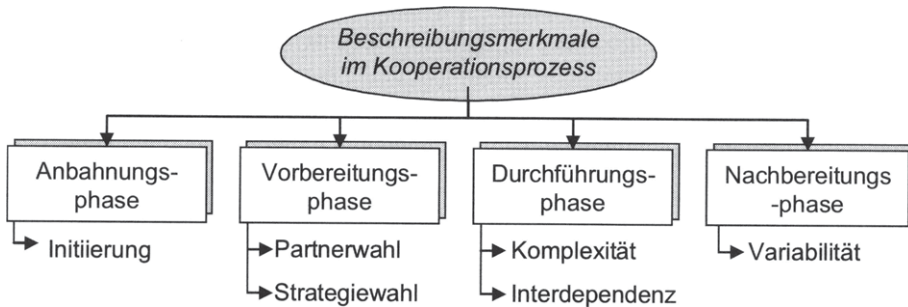 Beschreibungsmerkmale
im Kooperationsprozess
Anbahnungs-
phase
Initiierung
Vorbereitungs-
phase
Partnerwahl
Strategiewahl
Durchführungs-
phase
Komplexität
Interdependenz
Nachbereitungs
-phase
Variabilität